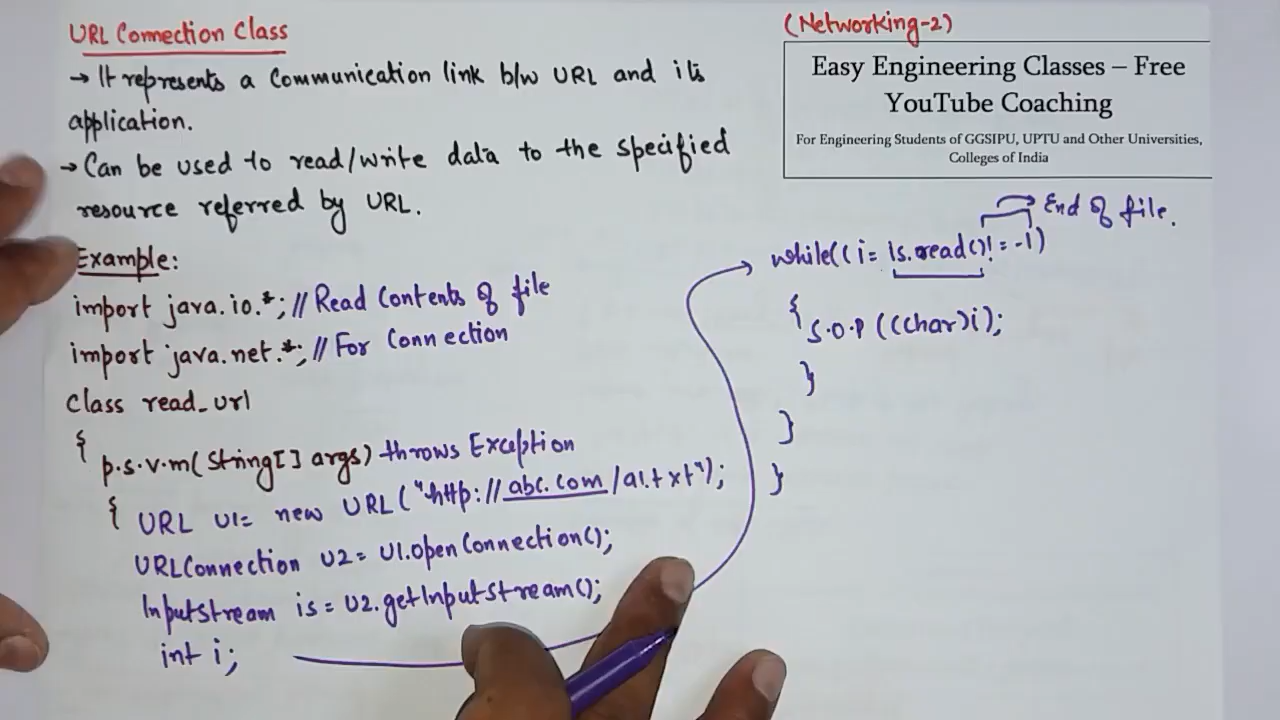 URL Connection Class
→ It represents a Communication link b/w URL and its
application.
→ Can be used to read/write data to the specified
resource referred by URL.
Example:
import java.io.*; // Read Contents of file
import java.net.*; // For Connection
Class read_url
{
p.s.v.m(String[] args) throws Exception
{ URL u1= new URL("http://abc.com/a1.txt");
URLConnection u2= u1.openConnection();
InputStream is= u2.getInputStream();
int i;
(Networking-2)
Easy Engineering Classes – Free
YouTube Coaching
For Engineering Students of GGSIPU, UPTU and Other Universities,
Colleges of India
End of file.
while((i= is.read()!=-1)
{
S.O.P((char)i);
}
}
}